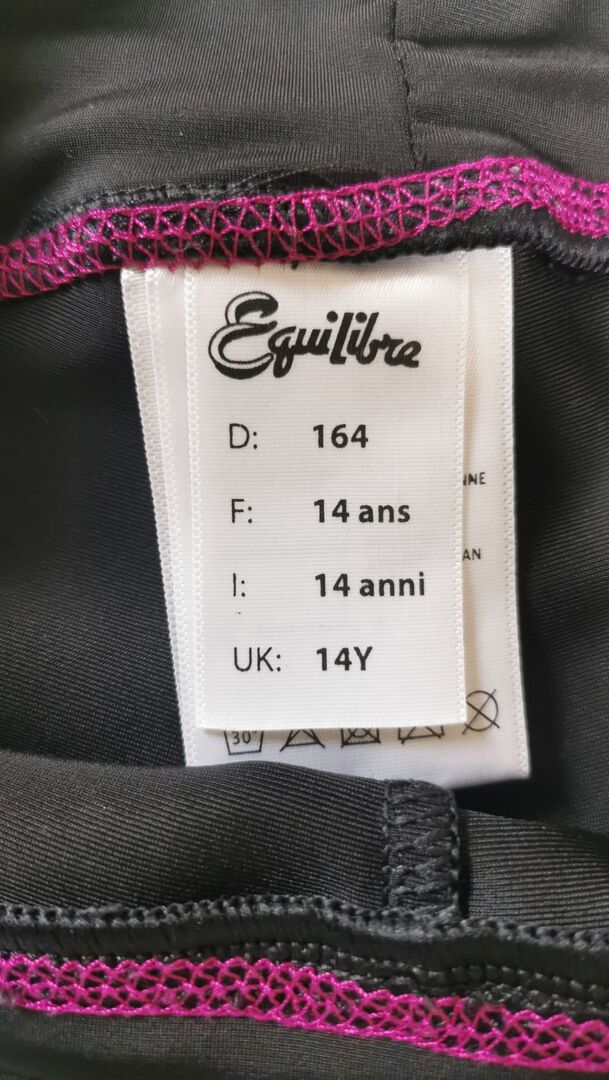 EquiLibre
D: 164
F: 14 ans
I: 14 anni
UK: 14Y
30°